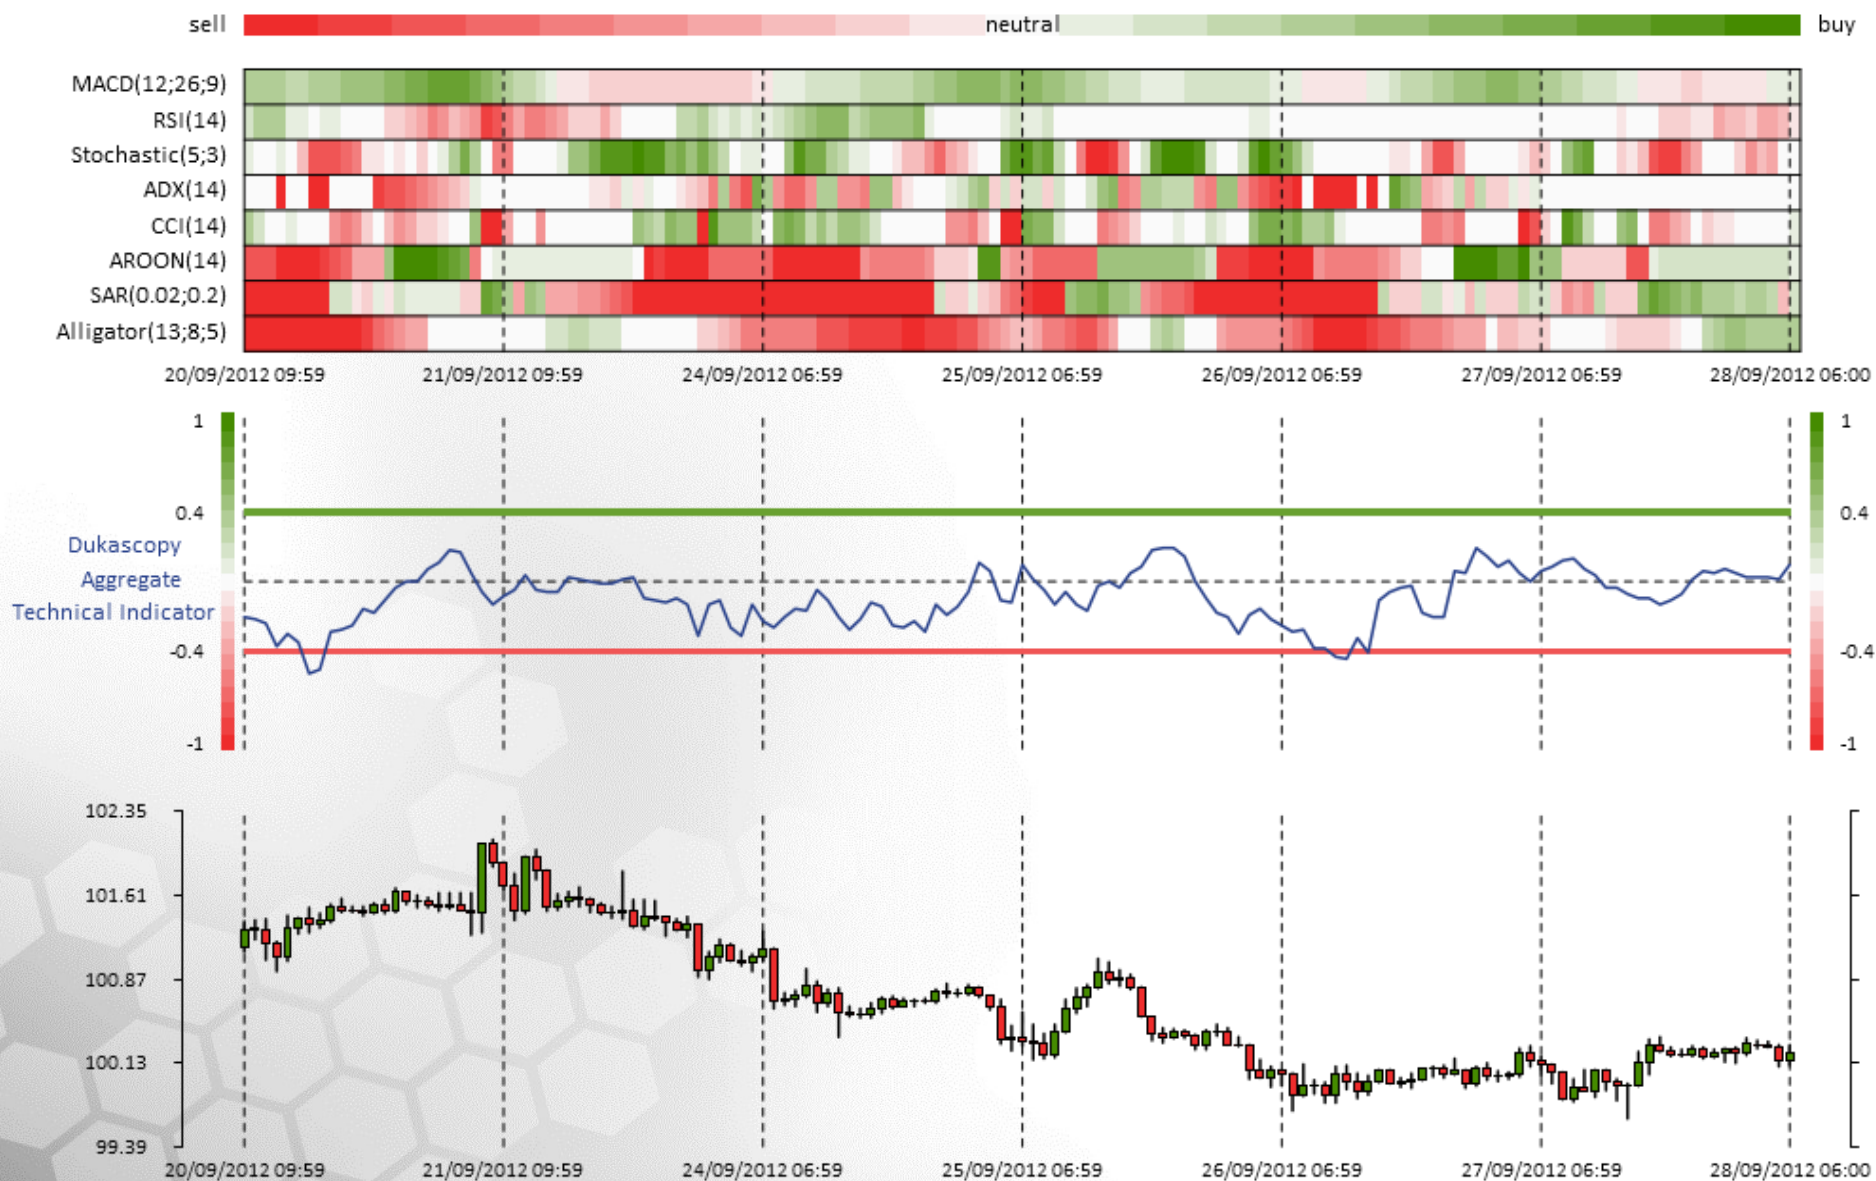 sell neutral buy
MACD(12;26;9)
RSI(14)
Stochastic(5;3)
ADX(14)
CCI(14)
AROON(14)
SAR(0.02;0.2)
Alligator(13;8;5)
20/09/2012 09:59 21/09/2012 09:59 24/09/2012 06:59 25/09/2012 06:59 26/09/2012 06:59 27/09/2012 06:59 28/09/2012 06:00
1 1
0.4 0.4
Dukascopy
Aggregate
Technical Indicator
-0.4 -0.4
-1 -1
102.35
101.61
100.87
100.13
99.39
20/09/2012 09:59 21/09/2012 09:59 24/09/2012 06:59 25/09/2012 06:59 26/09/2012 06:59 27/09/2012 06:59 28/09/2012 06:00